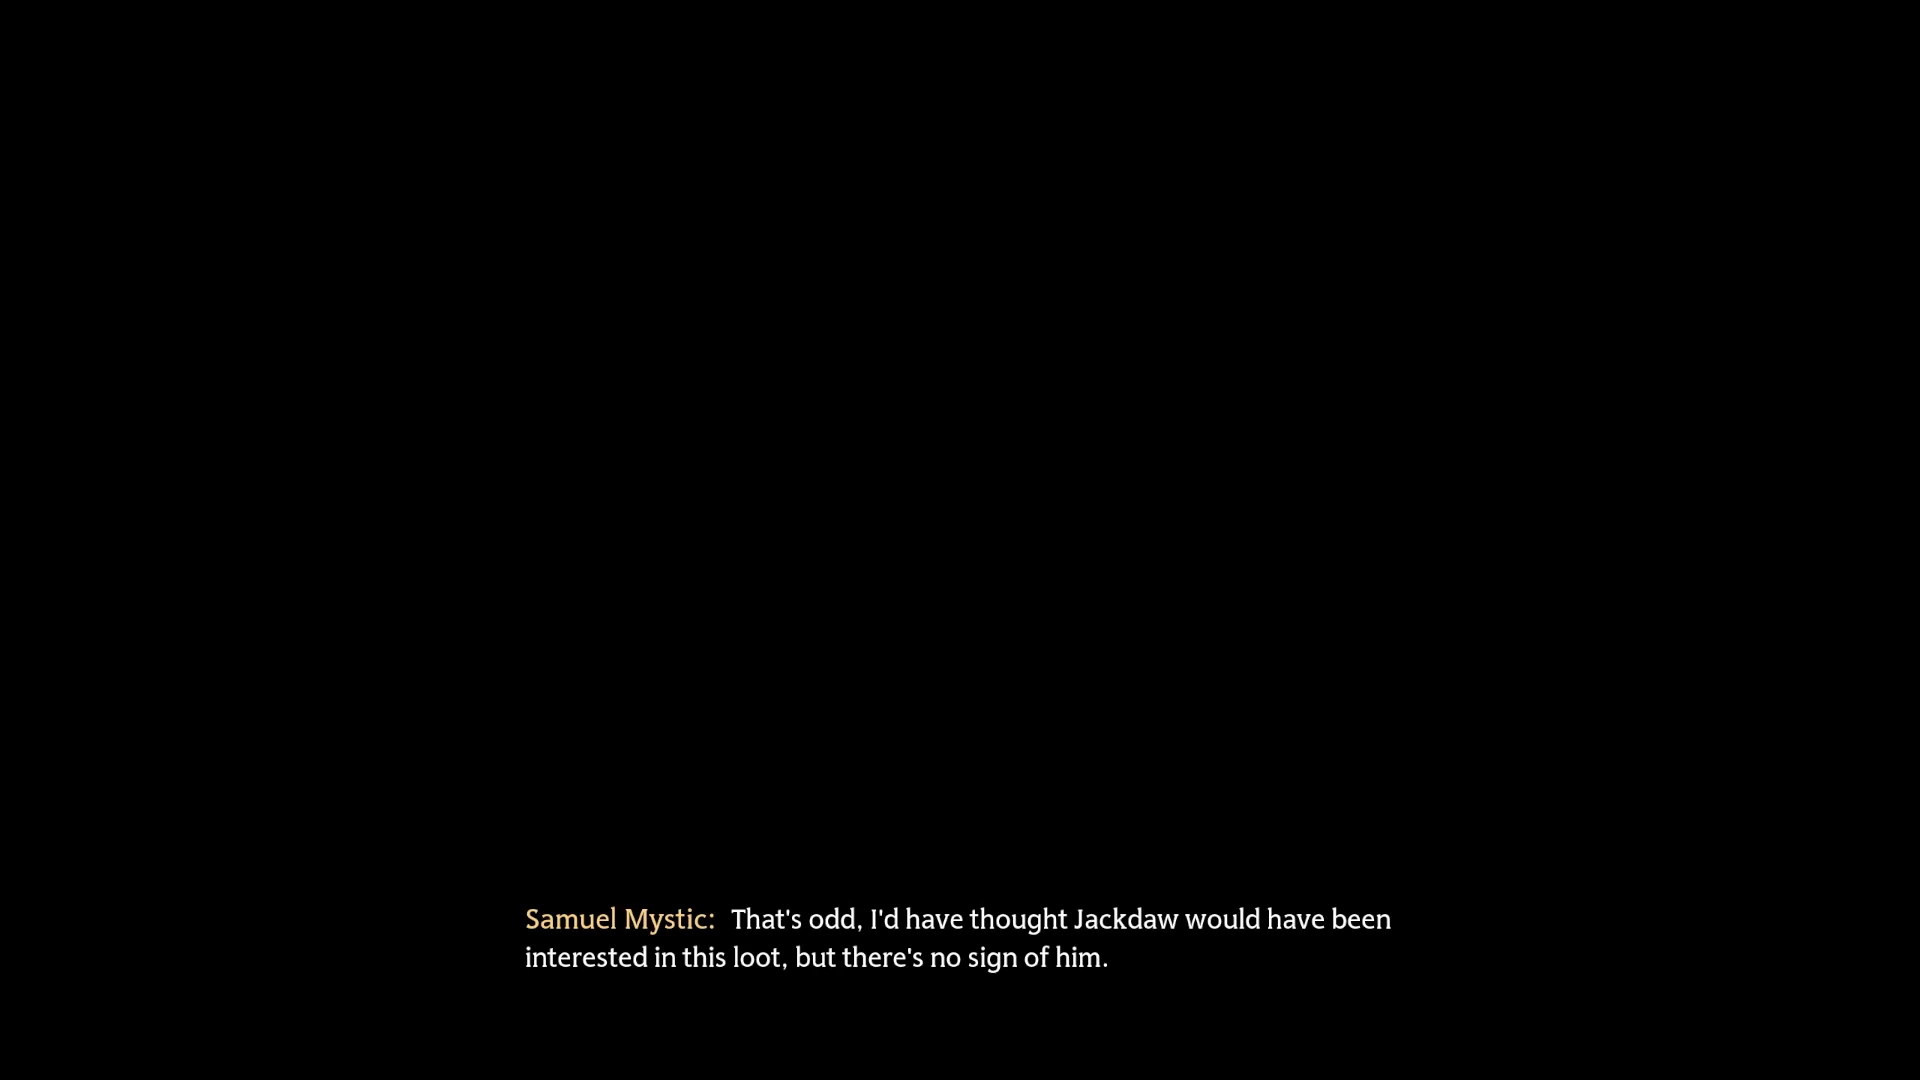 Samuel Mystic: That's odd, I'd have thought Jackdaw would have been
interested in this loot, but there's no sign of him.